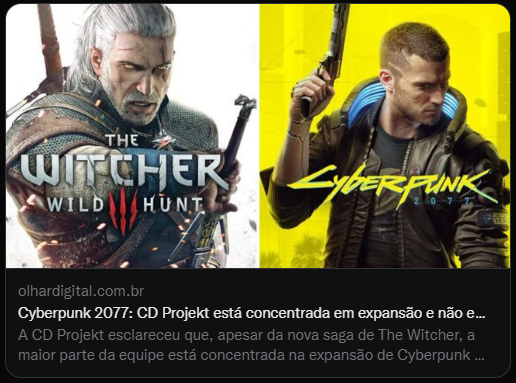 THE
WITCHER
WILD HUNT
III
CYBERPUNK
2077
olhardigital.com.br
Cyberpunk 2077: CD Projekt está concentrada em expansão e não e...
A CD Projekt esclareceu que, apesar da nova saga de The Witcher, a
maior parte da equipe está concentrada na expansão de Cyberpunk ...